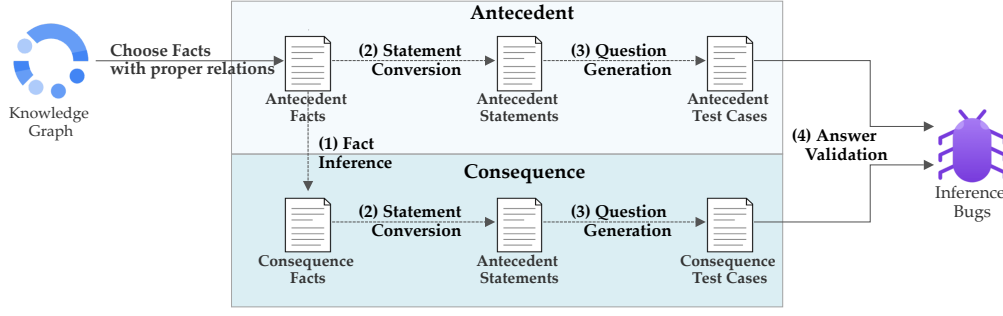 Antecedent
Choose Facts
with proper relations
(2) Statement
Conversion
(3) Question
Generation
Knowledge
Graph
Antecedent
Facts
Antecedent
Statements
Antecedent
Test Cases
(1) Fact
Inference
(4) Answer
Validation
Consequence
Inference
Bugs
(2) Statement
Conversion
(3) Question
Generation
Consequence
Facts
Antecedent
Statements
Consequence
Test Cases